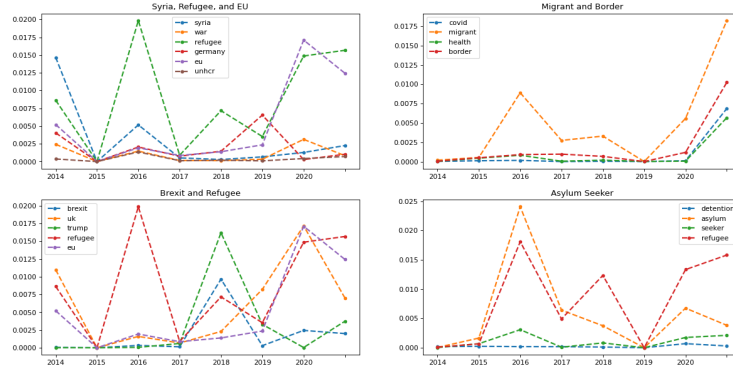 Syria, Refugee, and EU
0.0200
0.0175
0.0150
0.0125
0.0100
0.0075
0.0050
0.0025
0.0000
syria
war
refugee
germany
eu
unhcr
2014 2015 2016 2017 2018 2019 2020
Migrant and Border
0.0175
0.0150
0.0125
0.0100
0.0075
0.0050
0.0025
0.0000
covid
migrant
health
border
2014 2015 2016 2017 2018 2019 2020
Brexit and Refugee
0.0200
0.0175
0.0150
0.0125
0.0100
0.0075
0.0050
0.0025
0.0000
brexit
uk
trump
refugee
eu
2014 2015 2016 2017 2018 2019 2020
Asylum Seeker
0.025
0.020
0.015
0.010
0.005
0.000
detention
asylum
seeker
refugee
2014 2015 2016 2017 2018 2019 2020